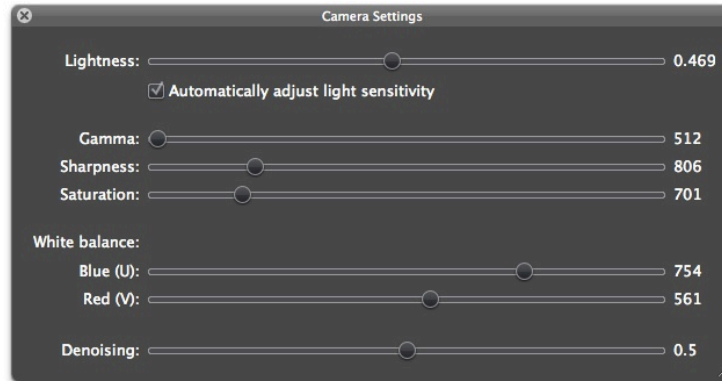 Camera Settings
Lightness: 0.469
Automatically adjust light sensitivity
Gamma: 512
Sharpness: 806
Saturation: 701
White balance:
Blue (U): 754
Red (V): 561
Denoising: 0.5